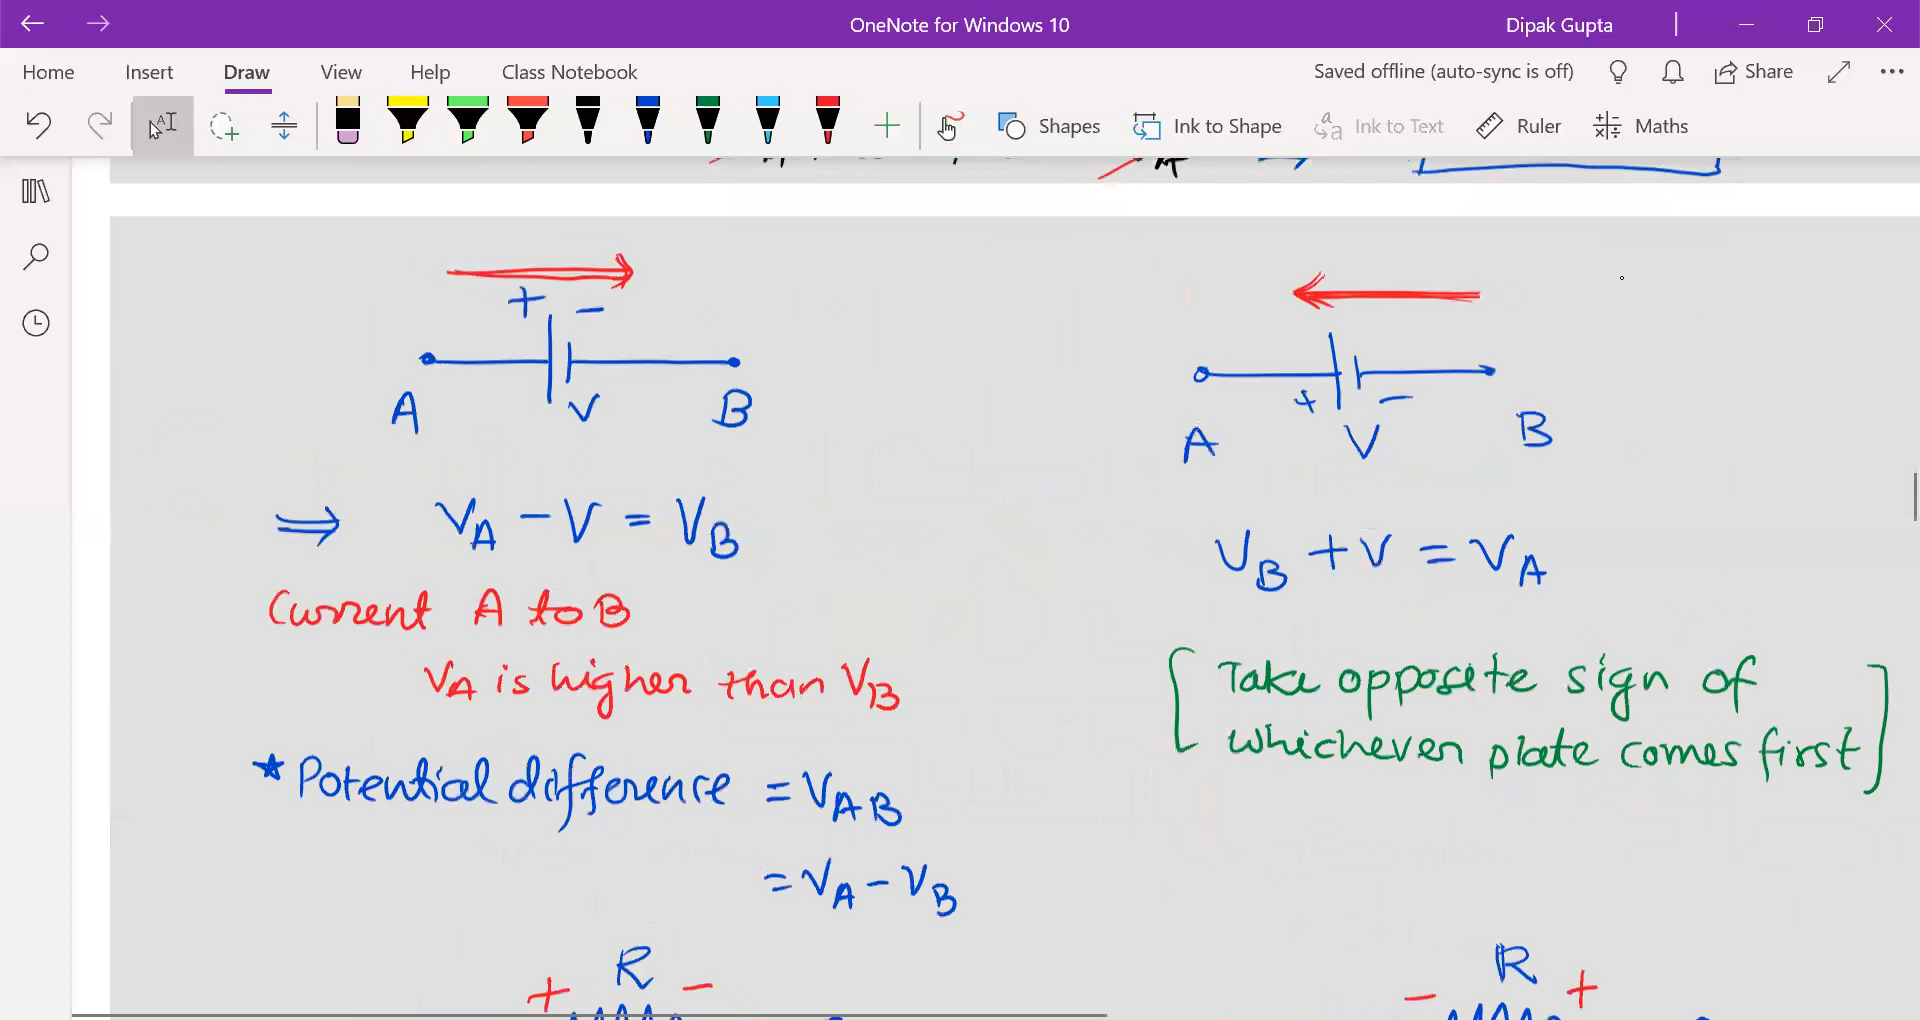 OneNote for Windows 10
Dipak Gupta
Home Insert Draw View Help Class Notebook
Saved offline (auto-sync is off) Share
Shapes Ink to Shape Ink to Text Ruler Maths
+ -
A V B
+ -
A V B
⇒ VA - V = VB
VB + V = VA
Current A to B
VA is higher than VB
[Take opposite sign of
whichever plate comes first]
* Potential difference = VAB
= VA - VB
+ R -
- R +